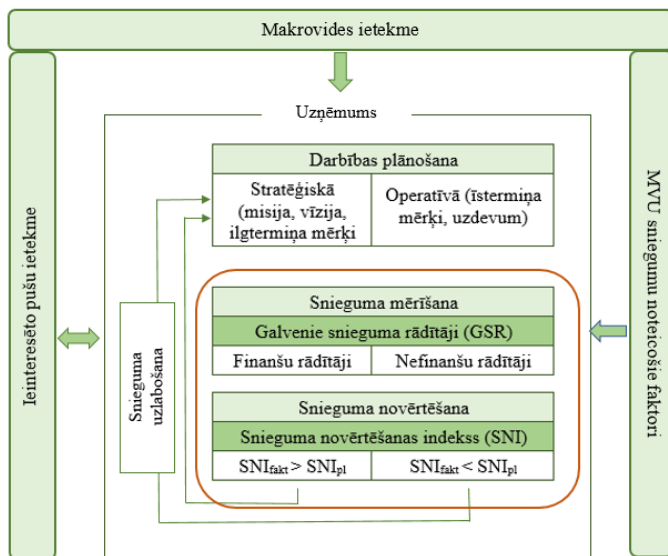 Makrovides ietekme
Ieinteresēto pušu ietekme
MVU sniegumu noteicošie faktori
Uzņēmums
Darbības plānošana
Stratēģiskā
(misija, vīzija,
ilgtermiņa mērķi
Operatīvā (īstermiņa
mērķi, uzdevum)
Snieguma
uzlabošana
Snieguma mērīšana
Galvenie snieguma rādītāji (GSR)
Finanšu rādītāji
Nefinanšu rādītāji
Snieguma novērtēšana
Snieguma novērtēšanas indekss (SNI)
SNIfakt > SNIpl
SNIfakt < SNIpl